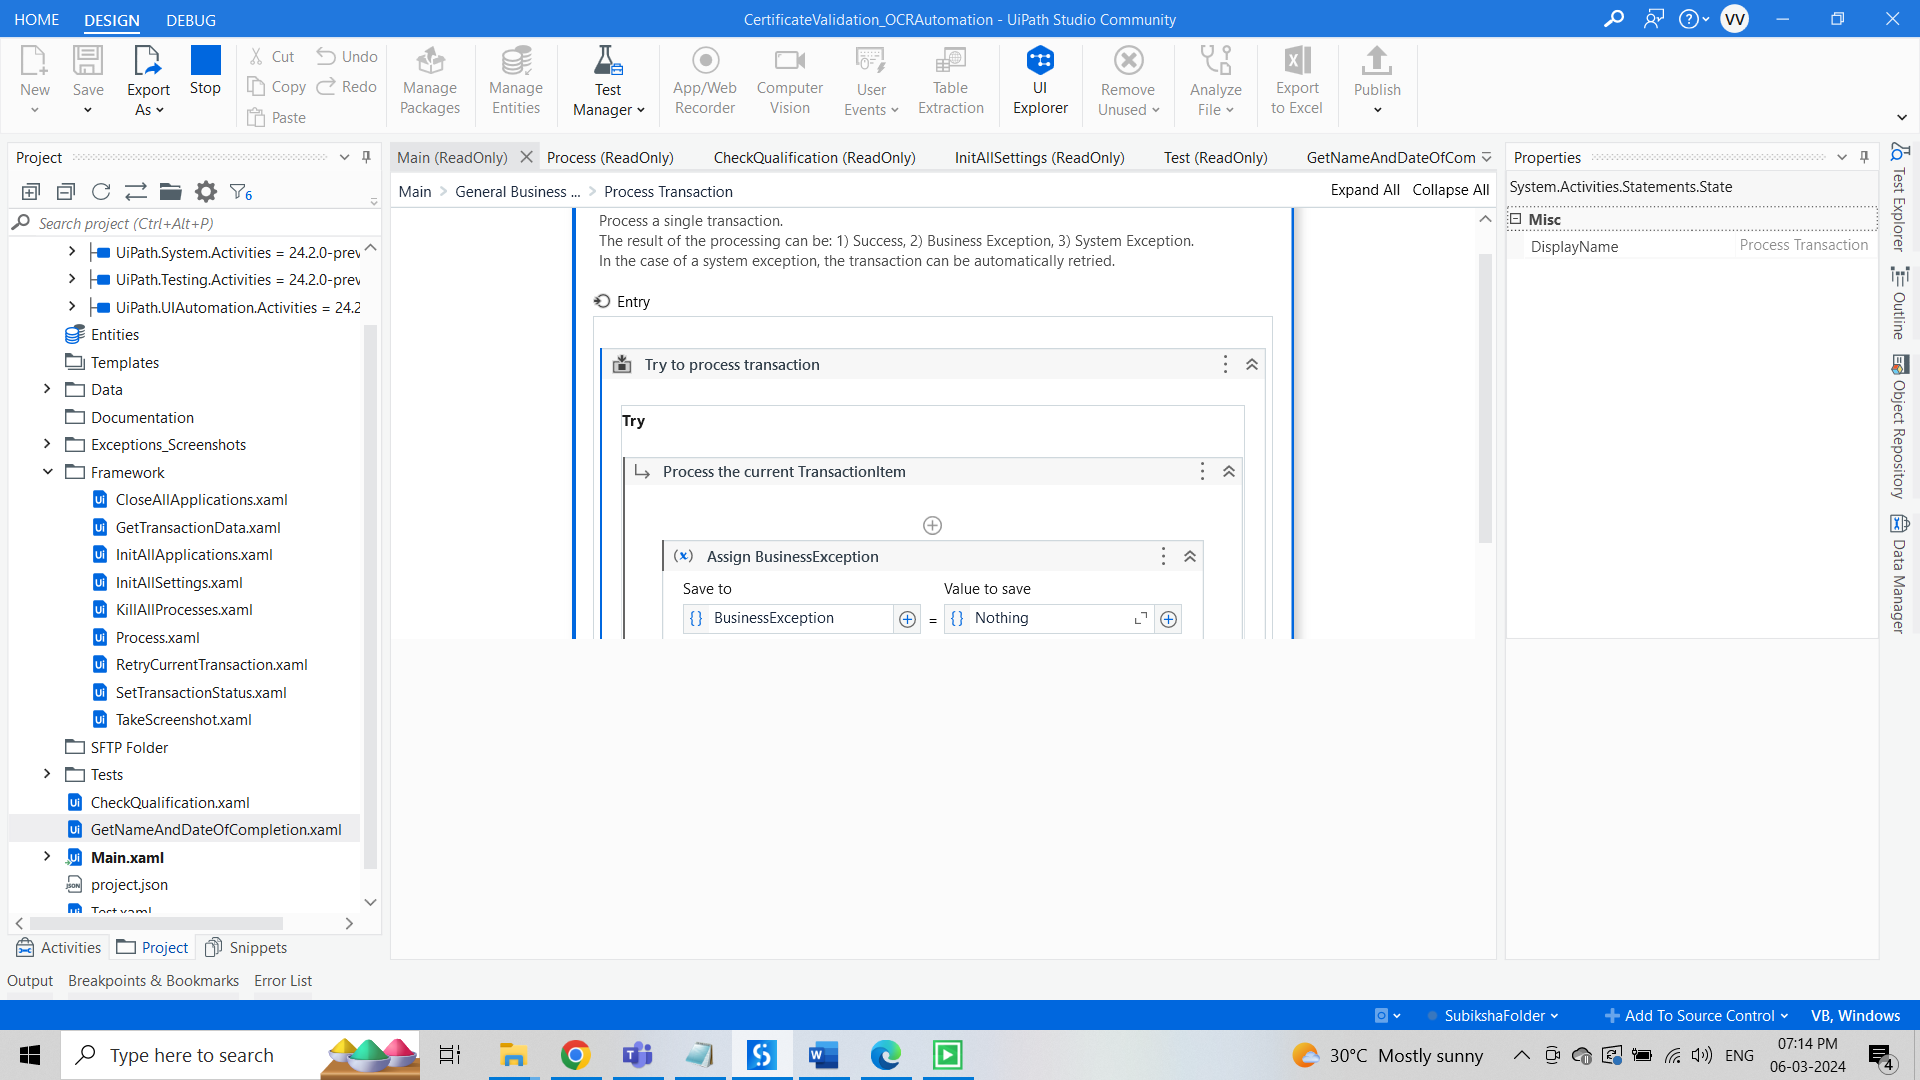 HOME DESIGN DEBUG
CertificateValidation_OCRAutomation - UiPath Studio Community
VV
New
Save
Export As
Stop
Cut
Copy
Paste
Undo
Redo
Manage Packages
Manage Entities
Test Manager
App/Web Recorder
Computer Vision
User Events
Table Extraction
UI Explorer
Remove Unused
Analyze File
Export to Excel
Publish
Project
6
Search project (Ctrl+Alt+P)
UiPath.System.Activities = 24.2.0-prev
UiPath.Testing.Activities = 24.2.0-prev
UiPath.UIAutomation.Activities = 24.2
Entities
Templates
Data
Documentation
Exceptions_Screenshots
Framework
CloseAllApplications.xaml
GetTransactionData.xaml
InitAllApplications.xaml
InitAllSettings.xaml
KillAllProcesses.xaml
Process.xaml
RetryCurrentTransaction.xaml
SetTransactionStatus.xaml
TakeScreenshot.xaml
SFTP Folder
Tests
CheckQualification.xaml
GetNameAndDateOfCompletion.xaml
Main.xaml
project.json
Test.xaml
Activities Project Snippets
Output Breakpoints & Bookmarks Error List
Main (ReadOnly) Process (ReadOnly) CheckQualification (ReadOnly) InitAllSettings (ReadOnly) Test (ReadOnly) GetNameAndDateOfCom
Main > General Business ... > Process Transaction
Expand All Collapse All
Process a single transaction.
The result of the processing can be: 1) Success, 2) Business Exception, 3) System Exception.
In the case of a system exception, the transaction can be automatically retried.
Entry
Try to process transaction
Try
Process the current TransactionItem
Assign BusinessException
Save to Value to save
BusinessException = Nothing
Properties
System.Activities.Statements.State
Misc
DisplayName Process Transaction
Test Explorer
Outline
Object Repository
Data Manager
SubikshaFolder
Add To Source Control
VB, Windows
Type here to search
30°C Mostly sunny
ENG
07:14 PM
06-03-2024
4